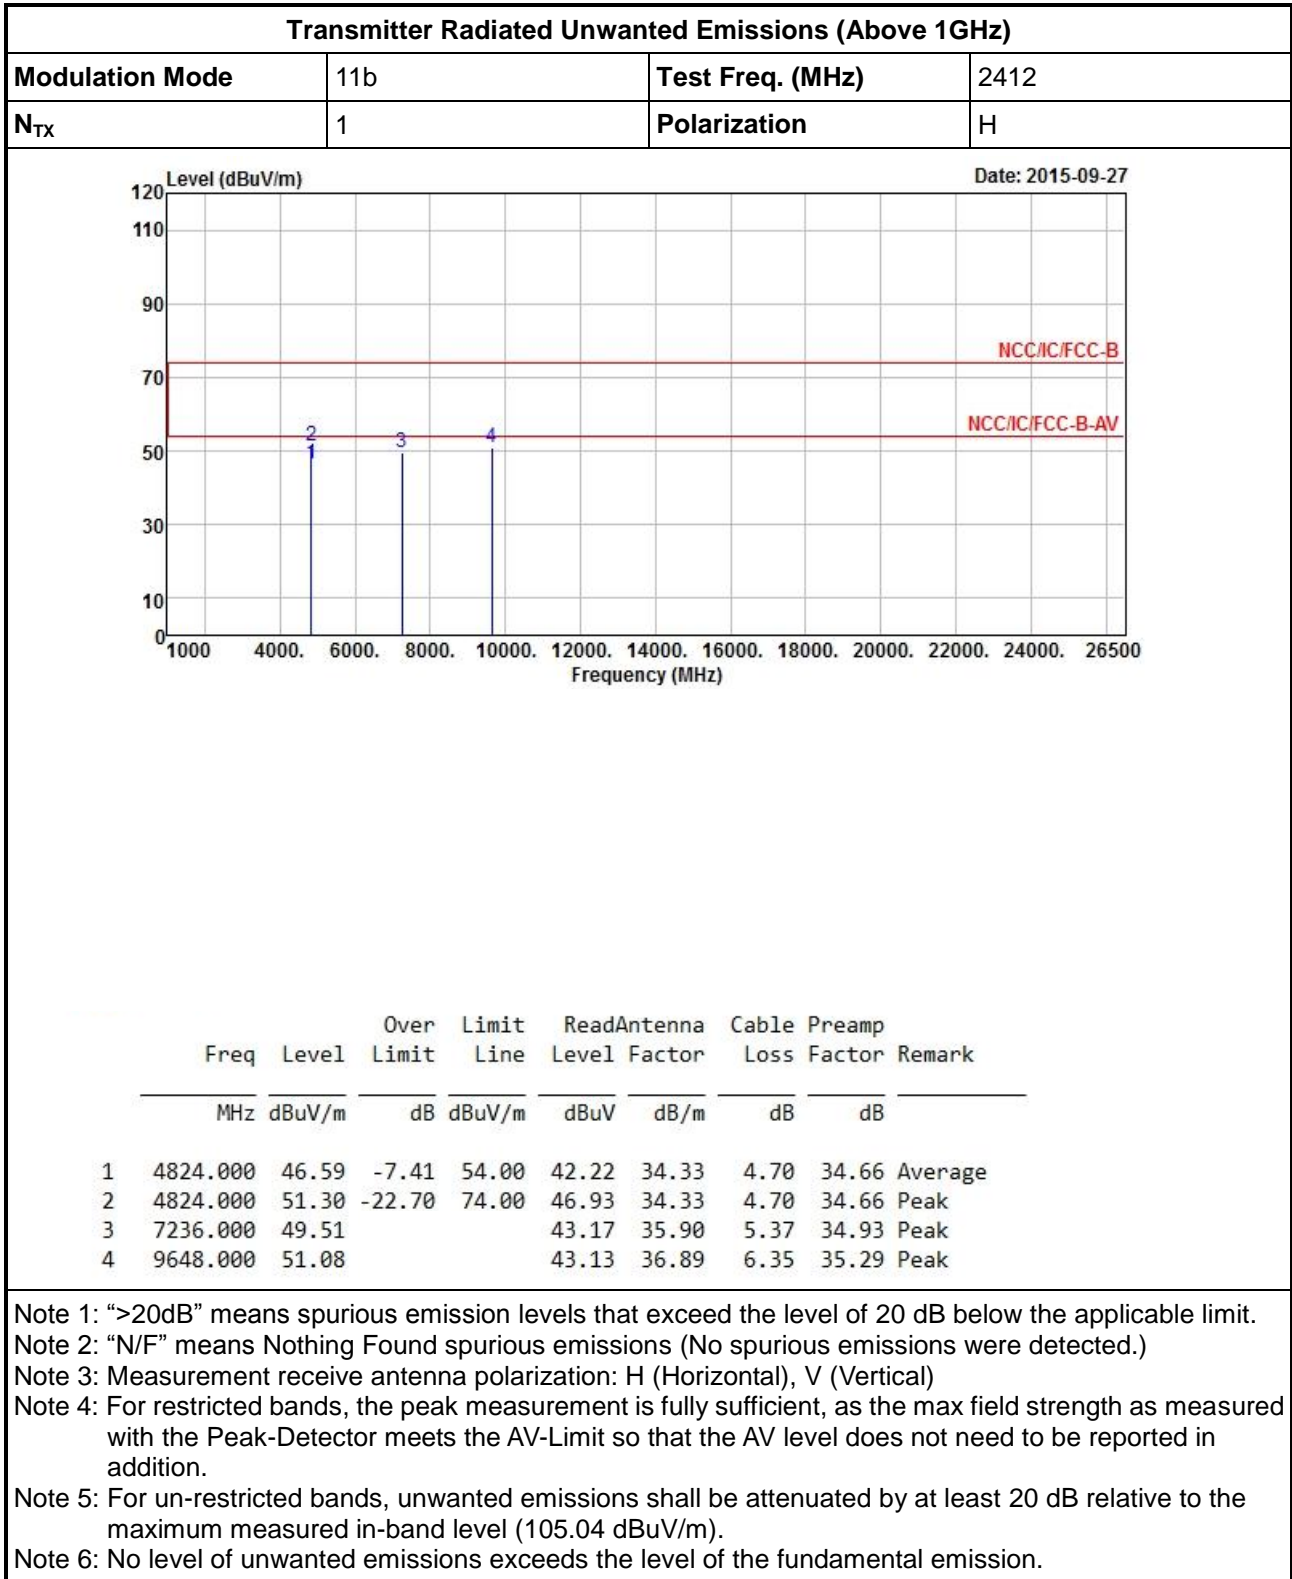 Transmitter Radiated Unwanted Emissions (Above 1GHz)
Modulation Mode 11b Test Freq. (MHz) 2412
NTX 1 Polarization H
Level (dBuV/m) Date: 2015-09-27
120
110
90
NCC/IC/FCC-B
70
NCC/IC/FCC-B-AV
2 3 4
1
50
30
10
0
1000 4000. 6000. 8000. 10000. 12000. 14000. 16000. 18000. 20000. 22000. 24000. 26500
Frequency (MHz)
Over Limit ReadAntenna Cable Preamp
Freq Level Limit Line Level Factor Loss Factor Remark
MHz dBuV/m dB dBuV/m dBuV dB/m dB dB
1 4824.000 46.59 -7.41 54.00 42.22 34.33 4.70 34.66 Average
2 4824.000 51.30 -22.70 74.00 46.93 34.33 4.70 34.66 Peak
3 7236.000 49.51 43.17 35.90 5.37 34.93 Peak
4 9648.000 51.08 43.13 36.89 6.35 35.29 Peak
Note 1: “>20dB” means spurious emission levels that exceed the level of 20 dB below the applicable limit.
Note 2: “N/F” means Nothing Found spurious emissions (No spurious emissions were detected.)
Note 3: Measurement receive antenna polarization: H (Horizontal), V (Vertical)
Note 4: For restricted bands, the peak measurement is fully sufficient, as the max field strength as measured
with the Peak-Detector meets the AV-Limit so that the AV level does not need to be reported in
addition.
Note 5: For un-restricted bands, unwanted emissions shall be attenuated by at least 20 dB relative to the
maximum measured in-band level (105.04 dBuV/m).
Note 6: No level of unwanted emissions exceeds the level of the fundamental emission.